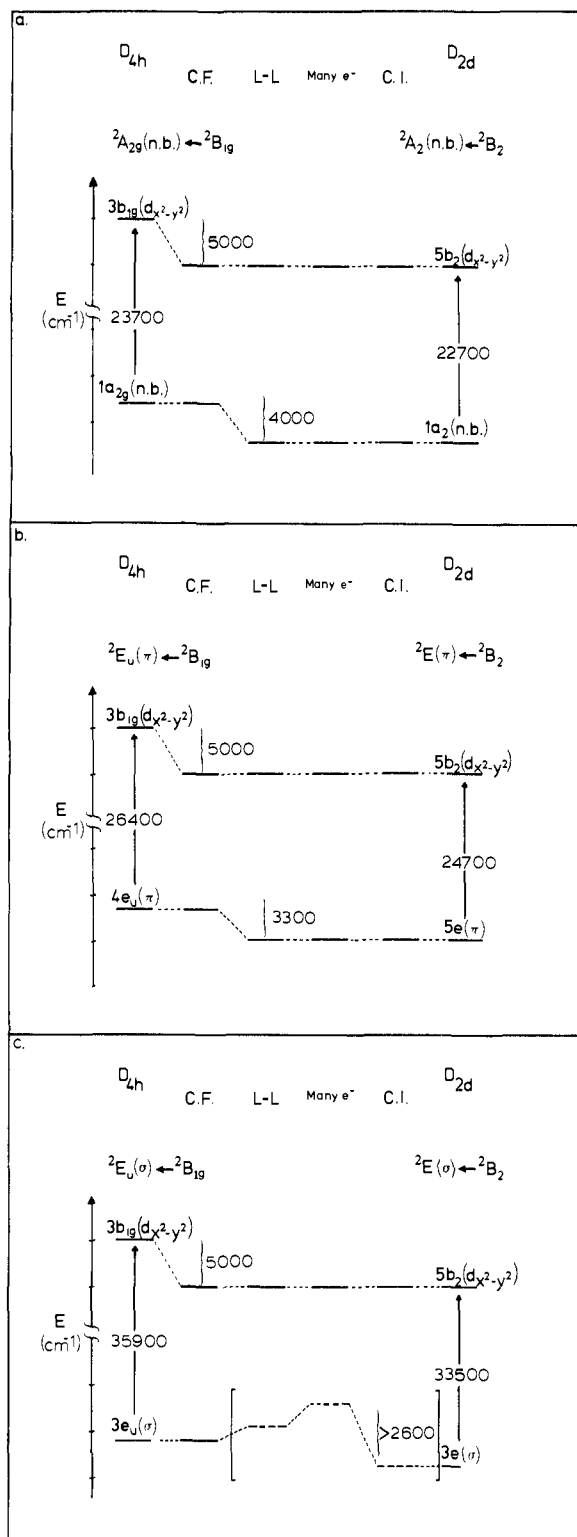 a.
D4h C.F. L-L Many e⁻ C.I. D2d
²A2g(n.b.) ← ²B1g ²A2(n.b.) ← ²B2
3b1g(dx²-y²)
5000
5b2(dx²-y²)
E
(cm⁻¹)
23700
22700
1a2g(n.b.)
4000
1a2(n.b.)
b.
D4h C.F. L-L Many e⁻ C.I. D2d
²Eu(π) ← ²B1g ²E(π) ← ²B2
3b1g(dx²-y²)
5000
5b2(dx²-y²)
E
(cm⁻¹)
26400
24700
4eu(π)
3300
5e(π)
c.
D4h C.F. L-L Many e⁻ C.I. D2d
²Eu(σ) ← ²B1g ²E(σ) ← ²B2
3b1g(dx²-y²)
5000
5b2(dx²-y²)
E
(cm⁻¹)
35900
33500
3eu(σ)
>2600
3e(σ)